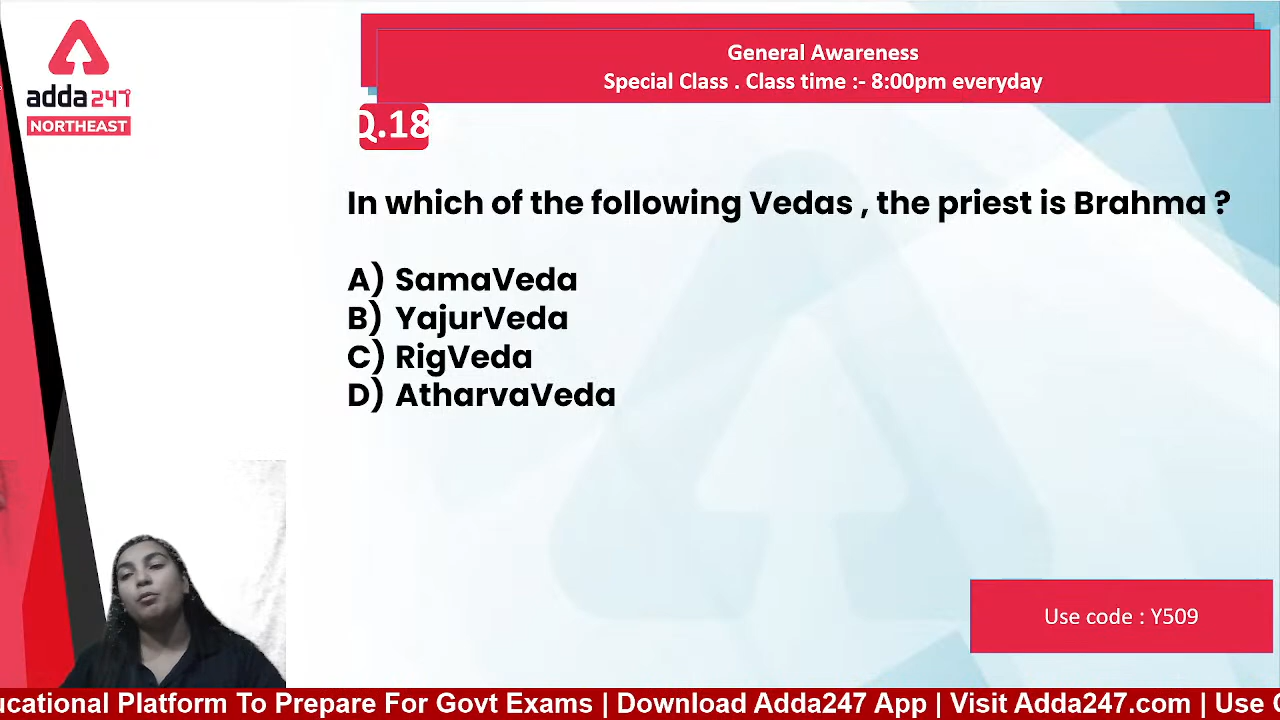 adda247
NORTHEAST
General Awareness
Special Class . Class time :- 8:00pm everyday
Q.18
In which of the following Vedas , the priest is Brahma ?
A) SamaVeda
B) YajurVeda
C) RigVeda
D) AtharvaVeda
Use code : Y509
ucational Platform To Prepare For Govt Exams | Download Adda247 App | Visit Adda247.com | Use